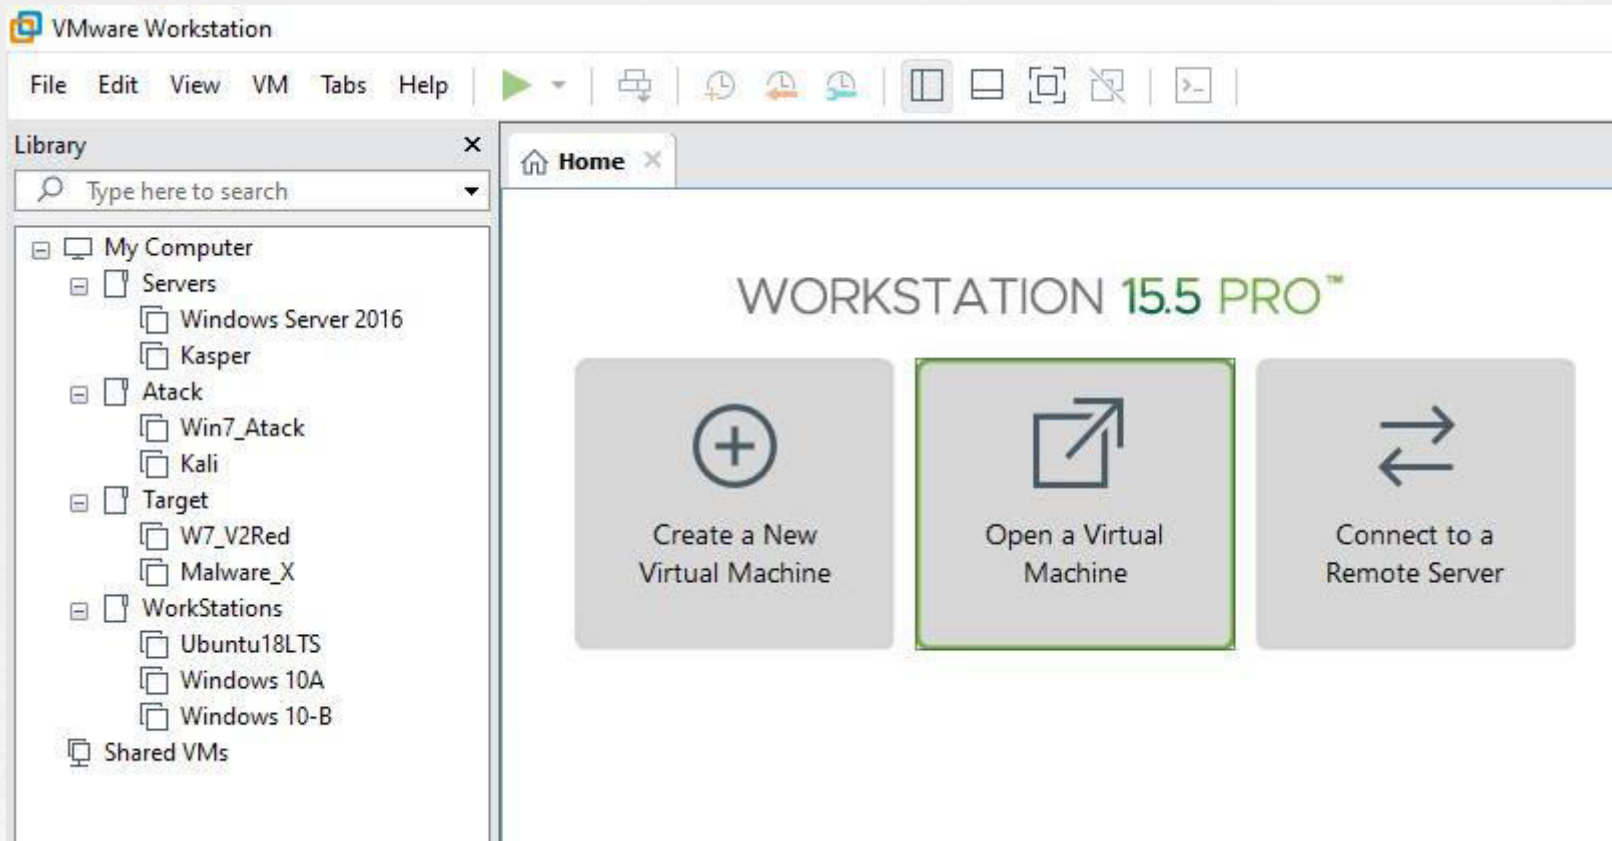 VMware Workstation
File Edit View VM Tabs Help
Library
Type here to search
My Computer
Servers
Windows Server 2016
Kasper
Atack
Win7_Atack
Kali
Target
W7_V2Red
Malware_X
WorkStations
Ubuntu18LTS
Windows 10A
Windows 10-B
Shared VMs
Home
WORKSTATION 15.5 PRO™
Create a New
Virtual Machine
Open a Virtual
Machine
Connect to a
Remote Server